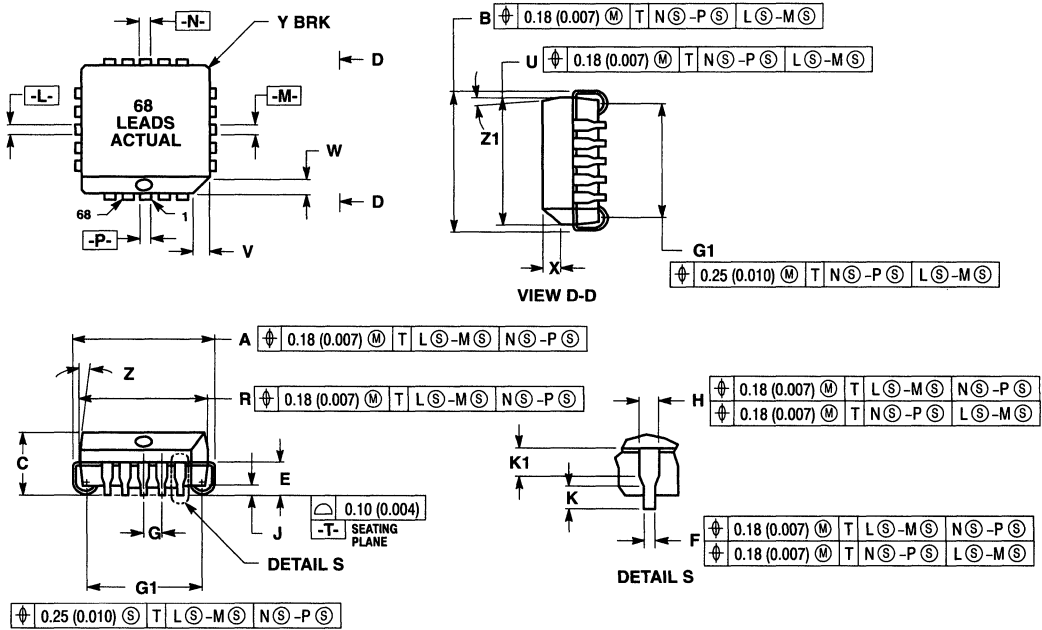 -N-
Y BRK
D
-L-
-M-
68
LEADS
ACTUAL
W
D
68
1
-P-
V
B ⌖ 0.18 (0.007) Ⓜ T N Ⓢ –P Ⓢ L Ⓢ –M Ⓢ
U ⌖ 0.18 (0.007) Ⓜ T N Ⓢ –P Ⓢ L Ⓢ –M Ⓢ
Z1
G1
⌖ 0.25 (0.010) Ⓜ T N Ⓢ –P Ⓢ L Ⓢ –M Ⓢ
X
VIEW D-D
A ⌖ 0.18 (0.007) Ⓜ T L Ⓢ –M Ⓢ N Ⓢ –P Ⓢ
Z
R ⌖ 0.18 (0.007) Ⓜ T L Ⓢ –M Ⓢ N Ⓢ –P Ⓢ
C
E
⌓ 0.10 (0.004)
G
J
-T- SEATING
PLANE
DETAIL S
G1
⌖ 0.25 (0.010) Ⓢ T L Ⓢ –M Ⓢ N Ⓢ –P Ⓢ
H ⌖ 0.18 (0.007) Ⓜ T L Ⓢ –M Ⓢ N Ⓢ –P Ⓢ
⌖ 0.18 (0.007) Ⓜ T N Ⓢ –P Ⓢ L Ⓢ –M Ⓢ
K1
K
F ⌖ 0.18 (0.007) Ⓜ T L Ⓢ –M Ⓢ N Ⓢ –P Ⓢ
⌖ 0.18 (0.007) Ⓜ T N Ⓢ –P Ⓢ L Ⓢ –M Ⓢ
DETAIL S